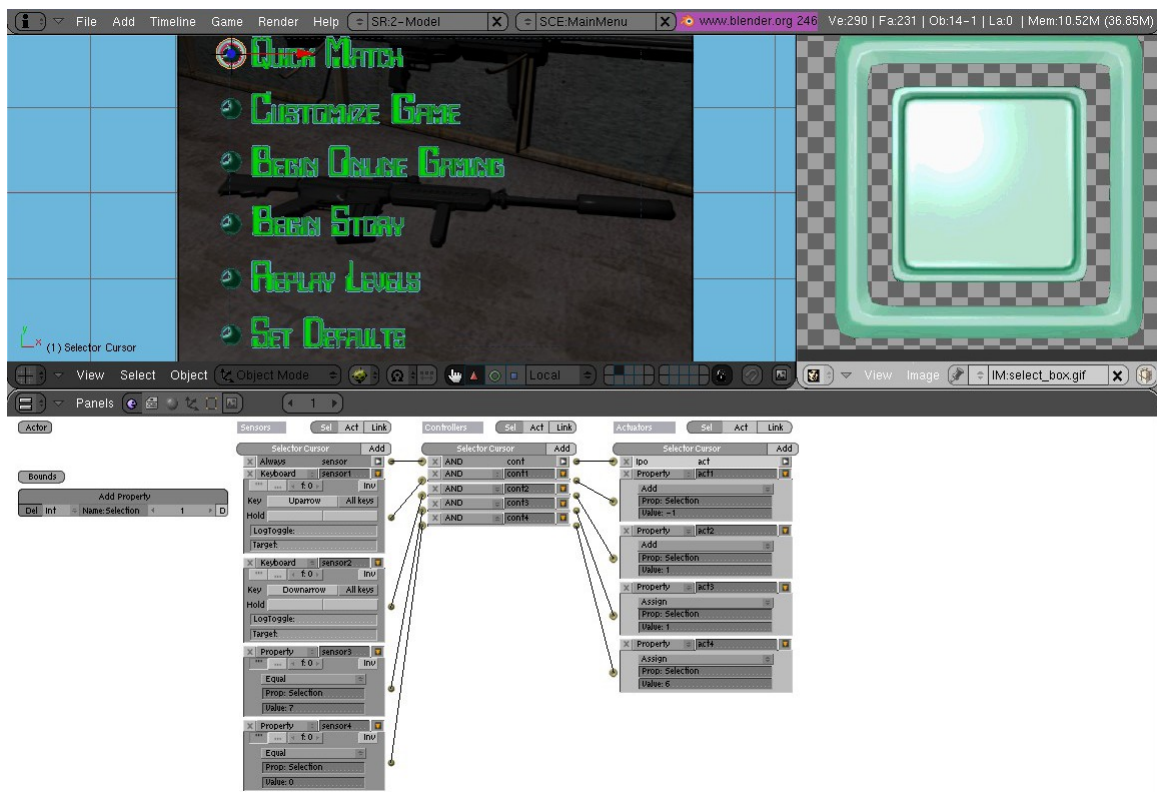 File Add Timeline Game Render Help SR:2-Model X SCE:MainMenu X www.blender.org 246 Ve:290 | Fa:231 | Ob:14-1 | La:0 | Mem:10.52M (36.85M)
Quick Match
Customize Game
Begin Online Gaming
Begin Story
Replay Levels
Set Defaults
y
x (1) Selector Cursor
View Select Object Object Mode Local View Image IM:select_box.gif X
Panels 1
Actor Sensors Sel Act Link Controllers Sel Act Link Actuators Sel Act Link
Selector Cursor Add Selector Cursor Add Selector Cursor Add
X Always sensor X AND cont X Ipo act
X Keyboard sensor1 X AND cont1 X Property act1
Bounds f:0 Inv X AND cont2 Add
Add Property Key Uparrow All keys X AND cont3 Prop: Selection
Del Int Name:Selection 1 D Hold X AND cont4 Value: -1
LogToggle: X Property act2
Target: Add
X Keyboard sensor2 Prop: Selection
f:0 Inv Value: 1
Key Downarrow All keys X Property act3
Hold Assign
LogToggle: Prop: Selection
Target: Value: 1
X Property sensor3 X Property act4
f:0 Inv Assign
Equal Prop: Selection
Prop: Selection Value: 6
Value: 7
X Property sensor4
f:0 Inv
Equal
Prop: Selection
Value: 0